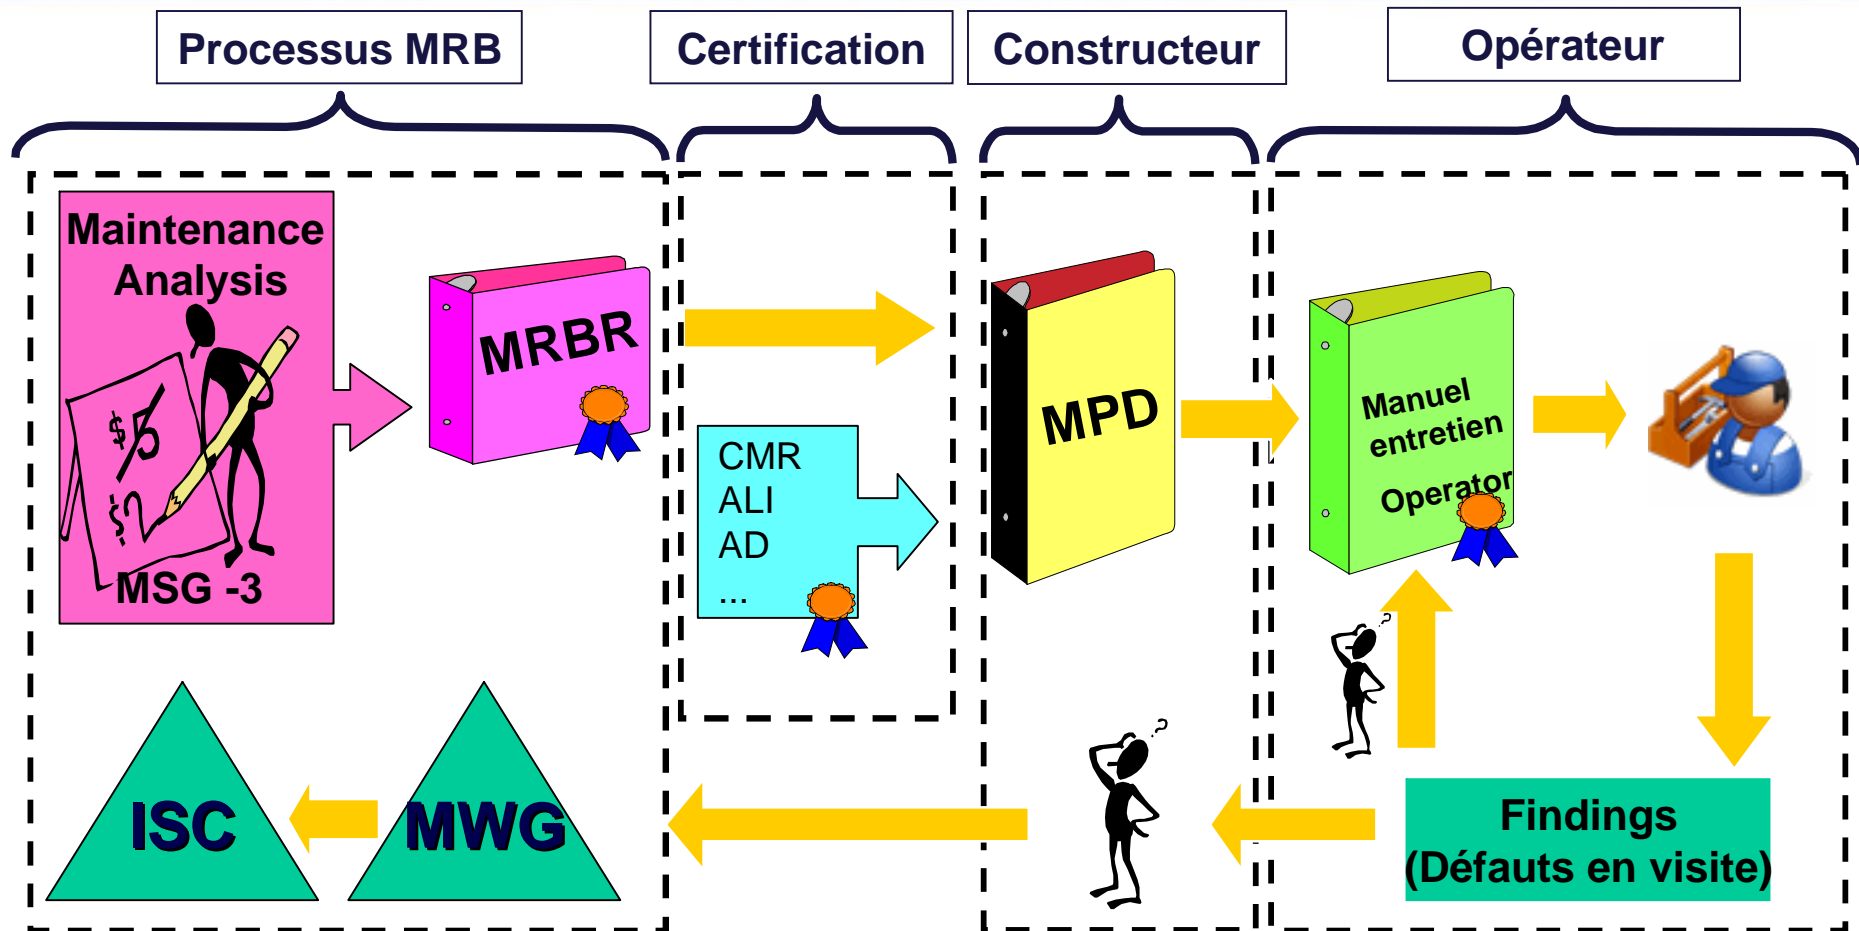 Processus MRB
Certification
Constructeur
Opérateur
Maintenance
Analysis
$5
$2
MSG -3
MRBR
CMR
ALI
AD
...
MPD
Manuel
entretien
Operator
?
?
ISC
MWG
Findings
(Défauts en visite)